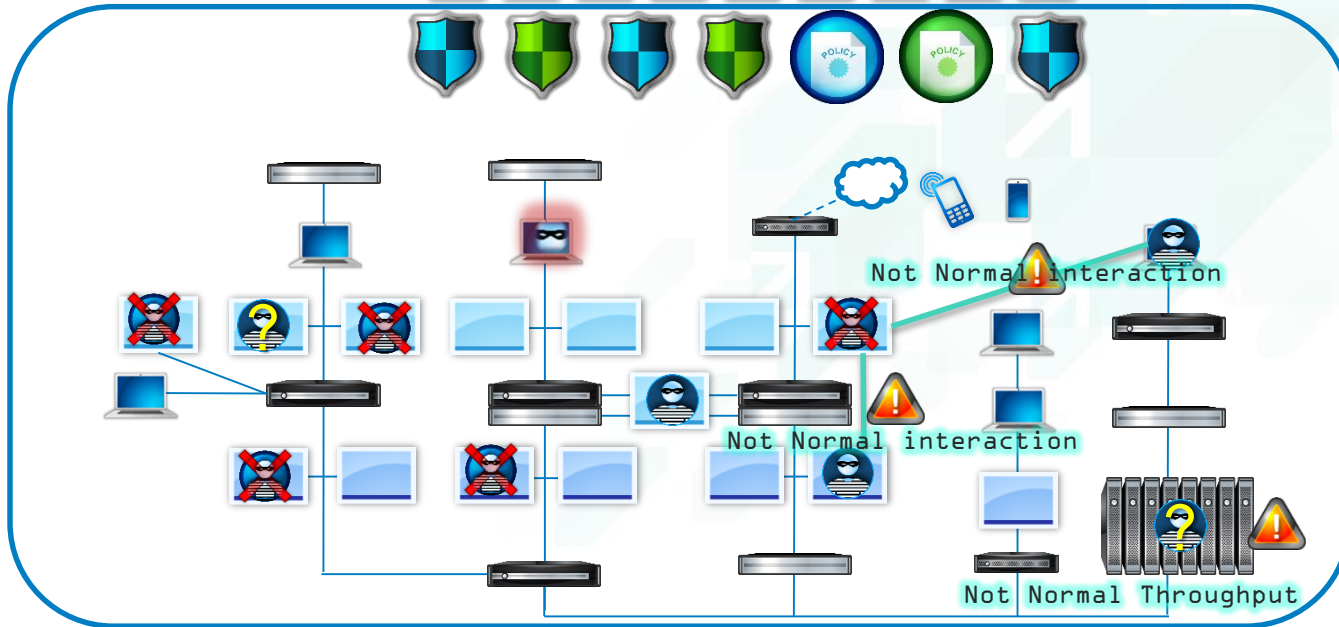 POLICY
POLICY
Not Normal interaction
Not Normal interaction
?
?
Not Normal Throughput